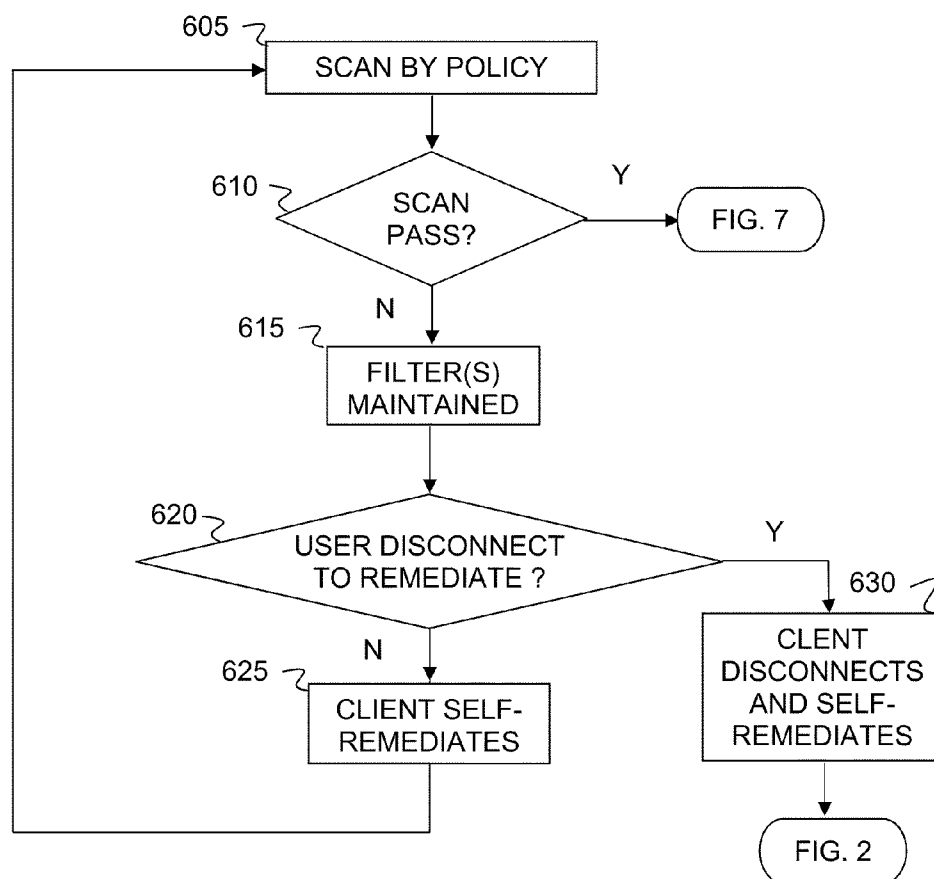 605
SCAN BY POLICY
610
SCAN
PASS?
Y
FIG. 7
N
615
FILTER(S)
MAINTAINED
620
USER DISCONNECT
TO REMEDIATE ?
Y
630
N
625
CLIENT SELF-
REMEDIATES
CLENT
DISCONNECTS
AND SELF-
REMEDIATES
FIG. 2